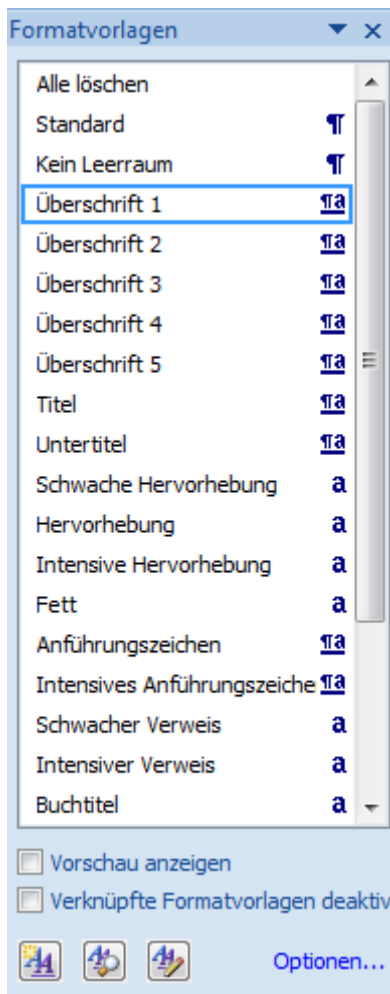 Formatvorlagen
Alle löschen
Standard ¶
Kein Leerraum ¶
Überschrift 1 ¶a
Überschrift 2 ¶a
Überschrift 3 ¶a
Überschrift 4 ¶a
Überschrift 5 ¶a
Titel ¶a
Untertitel ¶a
Schwache Hervorhebung a
Hervorhebung a
Intensive Hervorhebung a
Fett a
Anführungszeichen ¶a
Intensives Anführungszeiche ¶a
Schwacher Verweis a
Intensiver Verweis a
Buchtitel a
Vorschau anzeigen
Verknüpfte Formatvorlagen deaktiv
Optionen...